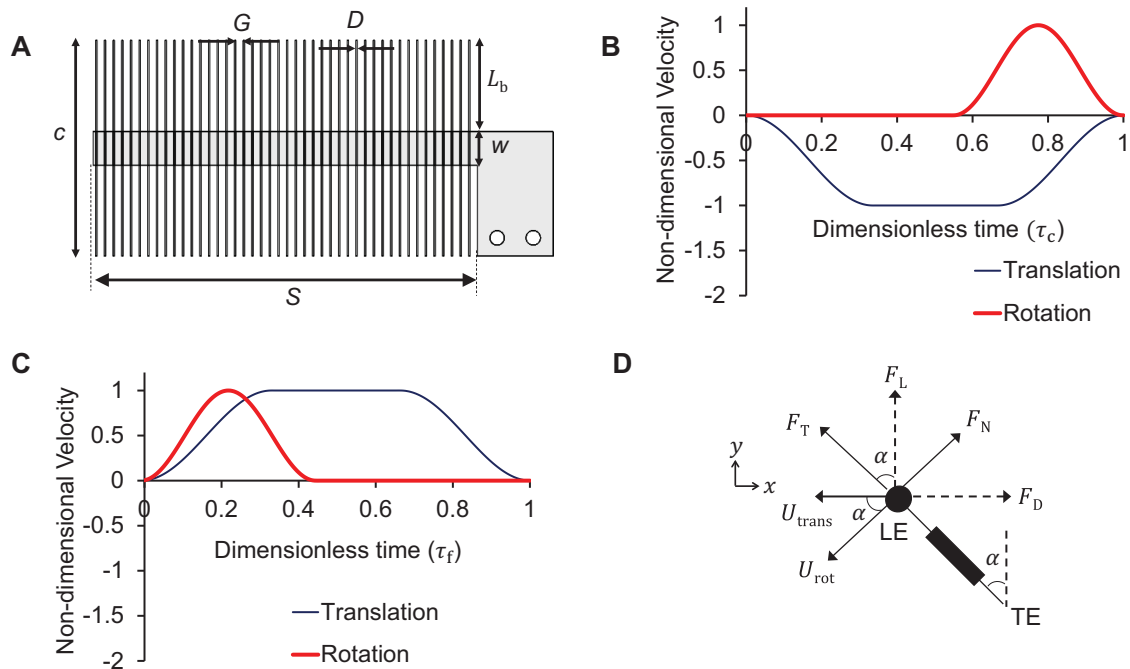 A
G
D
L_b
c
w
S
B
Non-dimensional Velocity
1
0.5
0
0 0.2 0.4 0.6 0.8 1
-0.5
-1
-1.5
-2
Dimensionless time (τ_c)
Translation
Rotation
C
Non-dimensional Velocity
1
0.5
0
0 0.2 0.4 0.6 0.8 1
-0.5
-1
-1.5
-2
Dimensionless time (τ_f)
Translation
Rotation
D
F_L
F_T
F_N
α
y
x
F_D
U_trans
α
LE
U_rot
α
TE